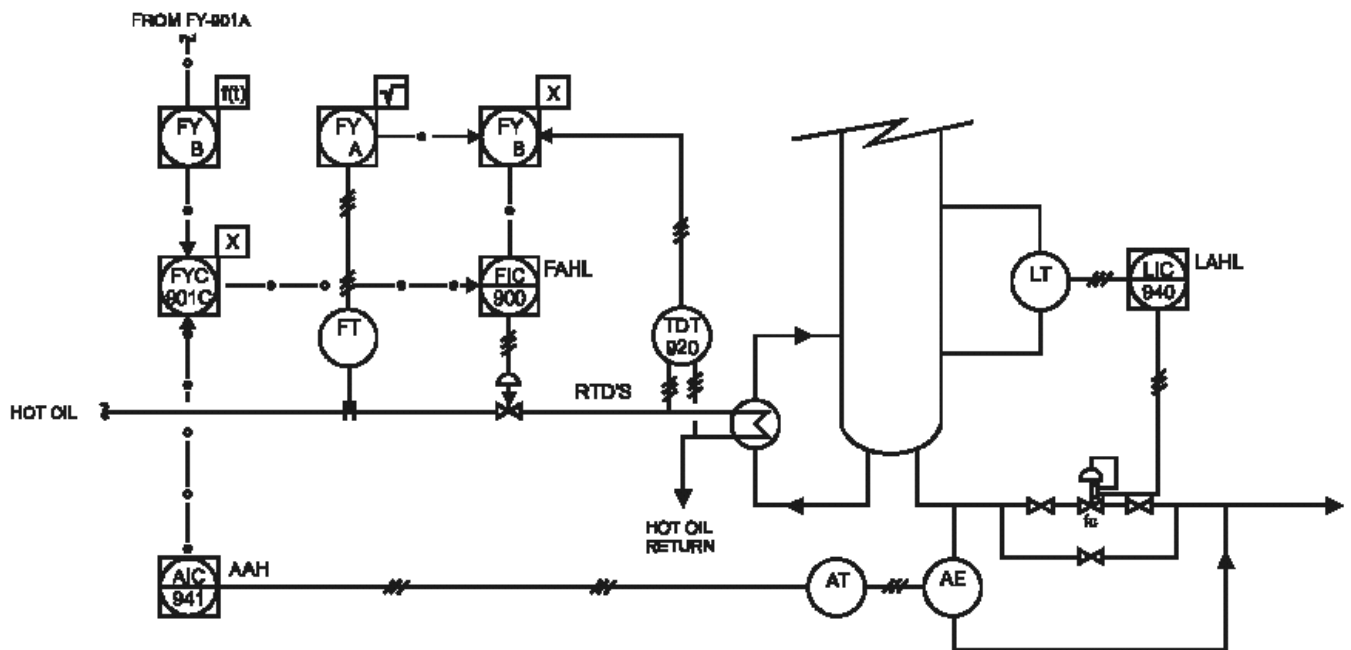 FROM FY-901A
f(t)
√
X
FY
B
FY
A
FY
B
X
FYC
901C
FIC
900
FAHL
LT
LIC
940
LAHL
FT
TDT
920
RTD'S
HOT OIL
fc
HOT OIL
RETURN
AIC
941
AAH
AT
AE